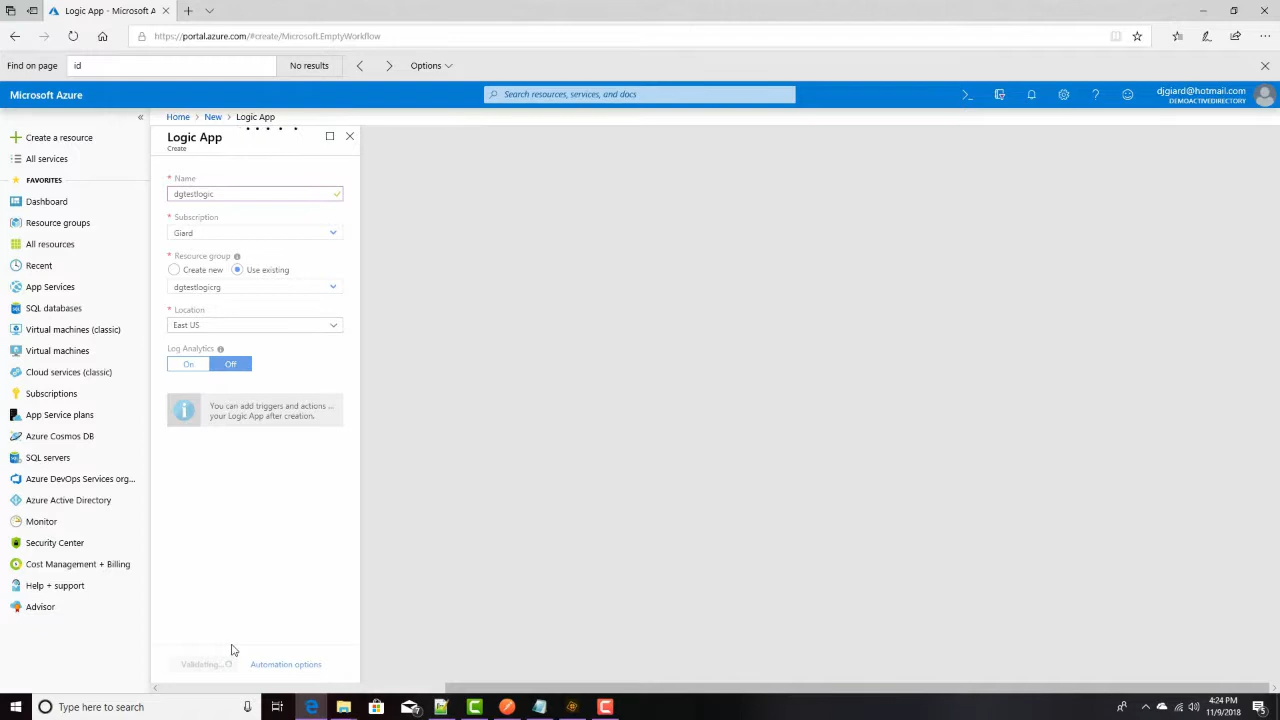 Logic App - Microsoft A
https://portal.azure.com/#create/Microsoft.EmptyWorkflow
Find on page
id
No results
Options
Microsoft Azure
Search resources, services, and docs
djgiard@hotmail.com
DEMOACTIVEDIRECTORY
Home > New > Logic App
Create a resource
All services
FAVORITES
Dashboard
Resource groups
All resources
Recent
App Services
SQL databases
Virtual machines (classic)
Virtual machines
Cloud services (classic)
Subscriptions
App Service plans
Azure Cosmos DB
SQL servers
Azure DevOps Services org...
Azure Active Directory
Monitor
Security Center
Cost Management + Billing
Help + support
Advisor
Logic App
Create
* Name
dgtestlogic
* Subscription
Giard
* Resource group
Create new
Use existing
dgtestlogicrg
* Location
East US
Log Analytics
On
Off
You can add triggers and actions ...
your Logic App after creation.
Validating...
Automation options
Type here to search
4:24 PM
11/9/2018